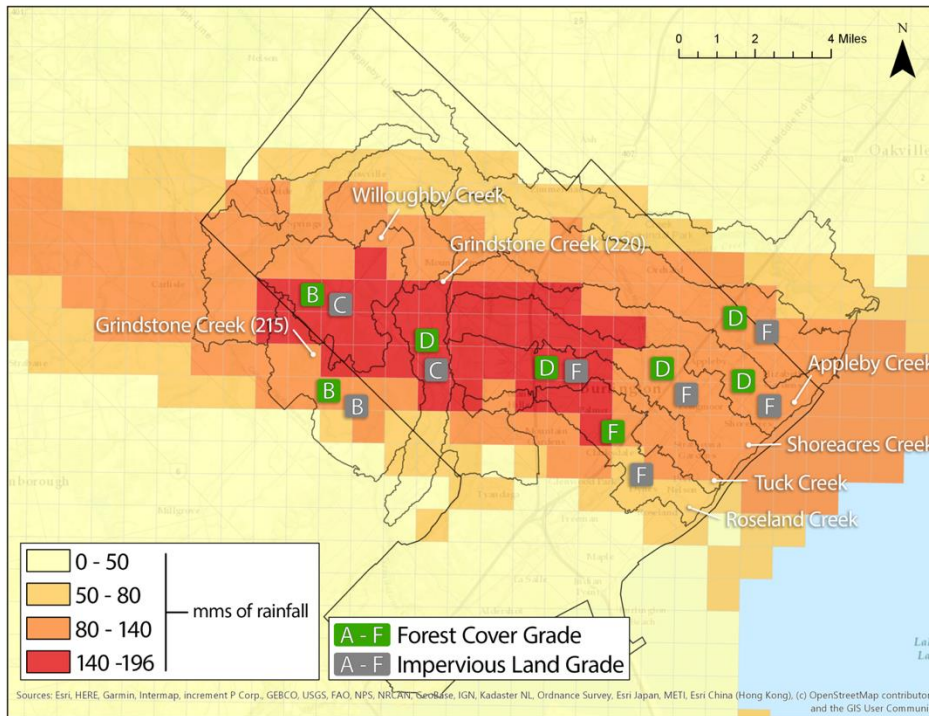 N
0 1 2 4 Miles
Oakville
Willoughby Creek
Grindstone Creek (220)
Grindstone Creek (215)
Carlisle
B
C
D
F
D
C
D
F
D
D
Appleby Creek
B
B
F
F
F
Shoreacres Creek
F
Tuck Creek
Roseland Creek
0 - 50
50 - 80
80 - 140
140 -196
mms of rainfall
A - F Forest Cover Grade
A - F Impervious Land Grade
Sources: Esri, HERE, Garmin, Intermap, increment P Corp., GEBCO, USGS, FAO, NPS, NRCAN, GeoBase, IGN, Kadaster NL, Ordnance Survey, Esri Japan, METI, Esri China (Hong Kong), (c) OpenStreetMap contributor
and the GIS User Communi